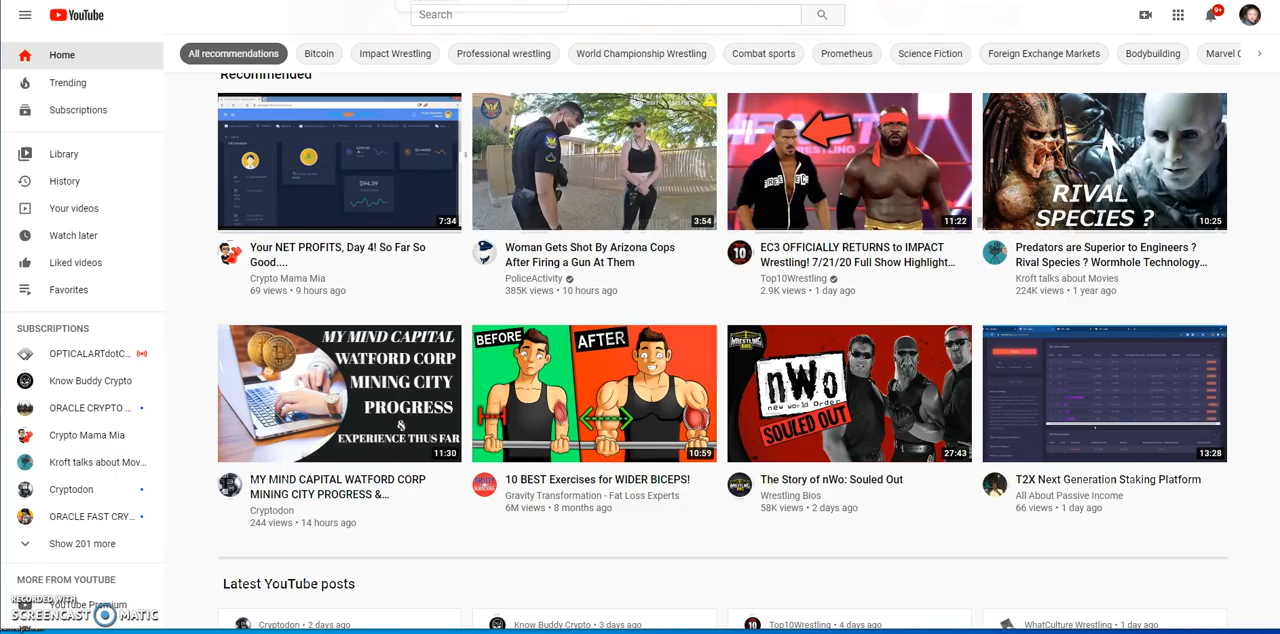 YouTube
Search
9+
Home
Trending
Subscriptions
Library
History
Your videos
Watch later
Liked videos
Favorites
SUBSCRIPTIONS
OPTICALARTdotC...
Know Buddy Crypto
ORACLE CRYPTO ...
Crypto Mama Mia
Kroft talks about Mov...
Cryptodon
ORACLE FAST CRY...
Show 201 more
MORE FROM YOUTUBE
YouTube Premium
RECORDED WITH
SCREENCAST MATIC
All recommendations
Bitcoin
Impact Wrestling
Professional wrestling
World Championship Wrestling
Combat sports
Prometheus
Science Fiction
Foreign Exchange Markets
Bodybuilding
Marvel C
Recommended
$94.39
7:34
Your NET PROFITS, Day 4! So Far So
Good....
Crypto Mama Mia
69 views • 9 hours ago
3:54
Woman Gets Shot By Arizona Cops
After Firing a Gun At Them
PoliceActivity
385K views • 10 hours ago
WRESTLING
11:22
EC3 OFFICIALLY RETURNS to IMPACT
Wrestling! 7/21/20 Full Show Highlight...
Top10Wrestling
2.9K views • 1 day ago
RIVAL
SPECIES ?
10:25
Predators are Superior to Engineers ?
Rival Species ? Wormhole Technology...
Kroft talks about Movies
224K views • 1 year ago
MY MIND CAPITAL
WATFORD CORP
MINING CITY
PROGRESS
&
EXPERIENCE THUS FAR
11:30
MY MIND CAPITAL WATFORD CORP
MINING CITY PROGRESS &...
Cryptodon
244 views • 14 hours ago
BEFORE
AFTER
10:59
10 BEST Exercises for WIDER BICEPS!
Gravity Transformation - Fat Loss Experts
6M views • 8 months ago
WRESTLING
BIOS
nWo
new world Order
SOULED OUT
27:43
The Story of nWo: Souled Out
Wrestling Bios
58K views • 2 days ago
13:28
T2X Next Generation Staking Platform
All About Passive Income
66 views • 1 day ago
Latest YouTube posts
Cryptodon • 2 days ago
Know Buddy Crypto • 3 days ago
Top10Wrestling • 4 days ago
WhatCulture Wrestling • 1 day ago